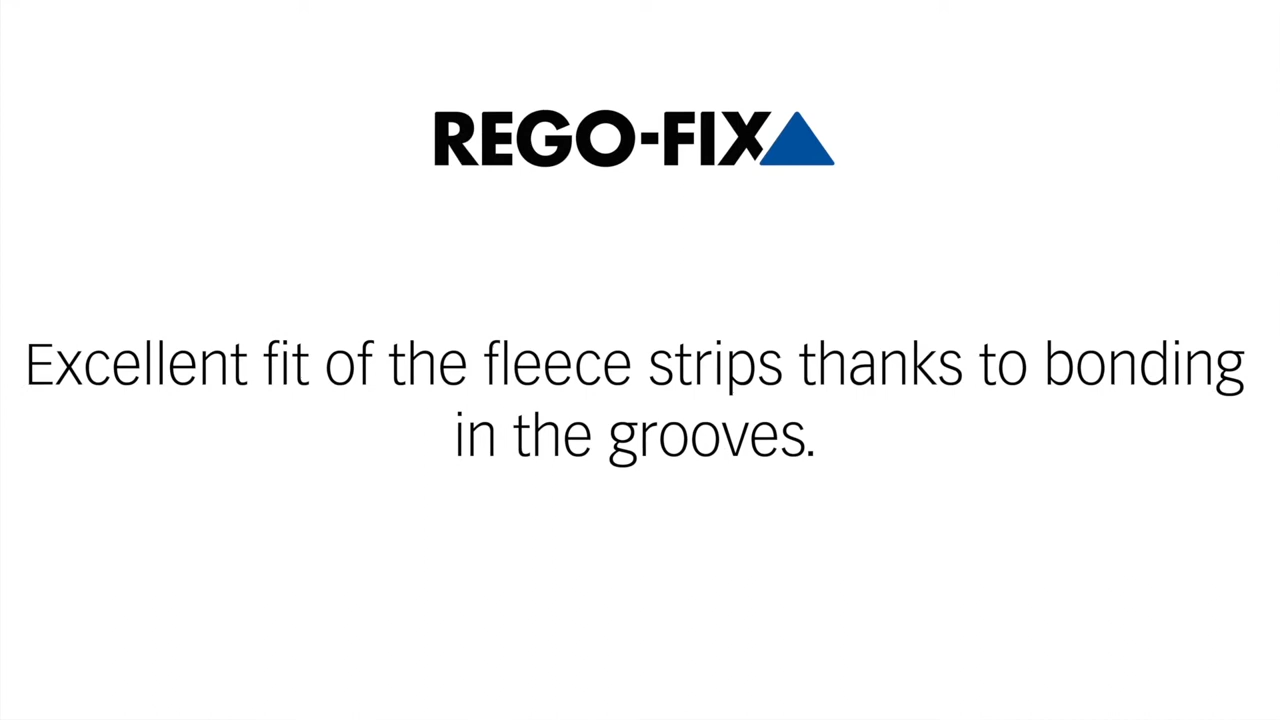 REGO-FIX
Excellent fit of the fleece strips thanks to bonding
in the grooves.